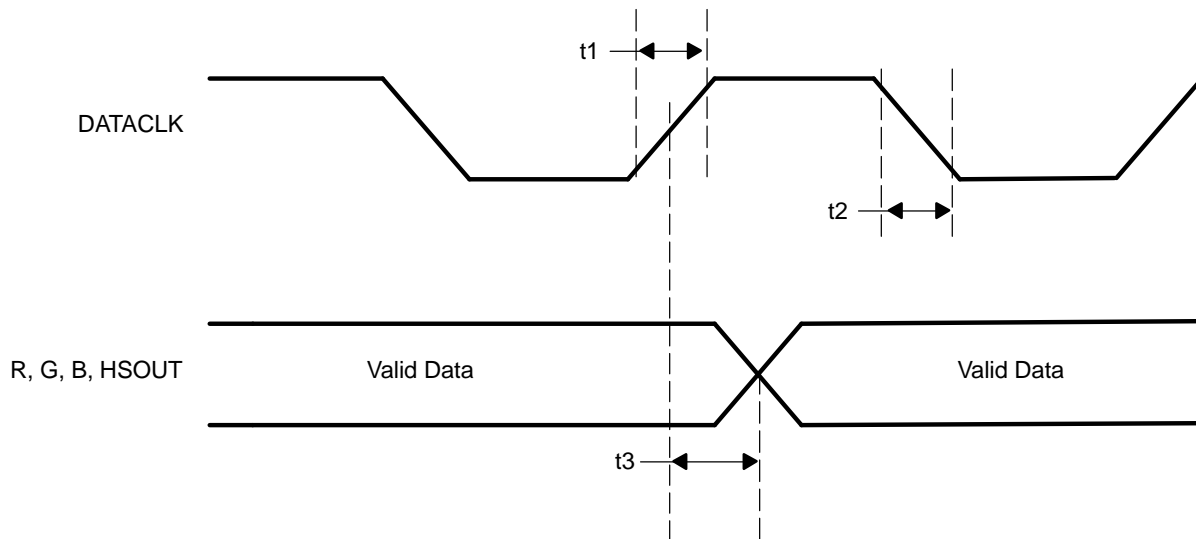 t1
DATACLK
t2
R, G, B, HSOUT
Valid Data
Valid Data
t3